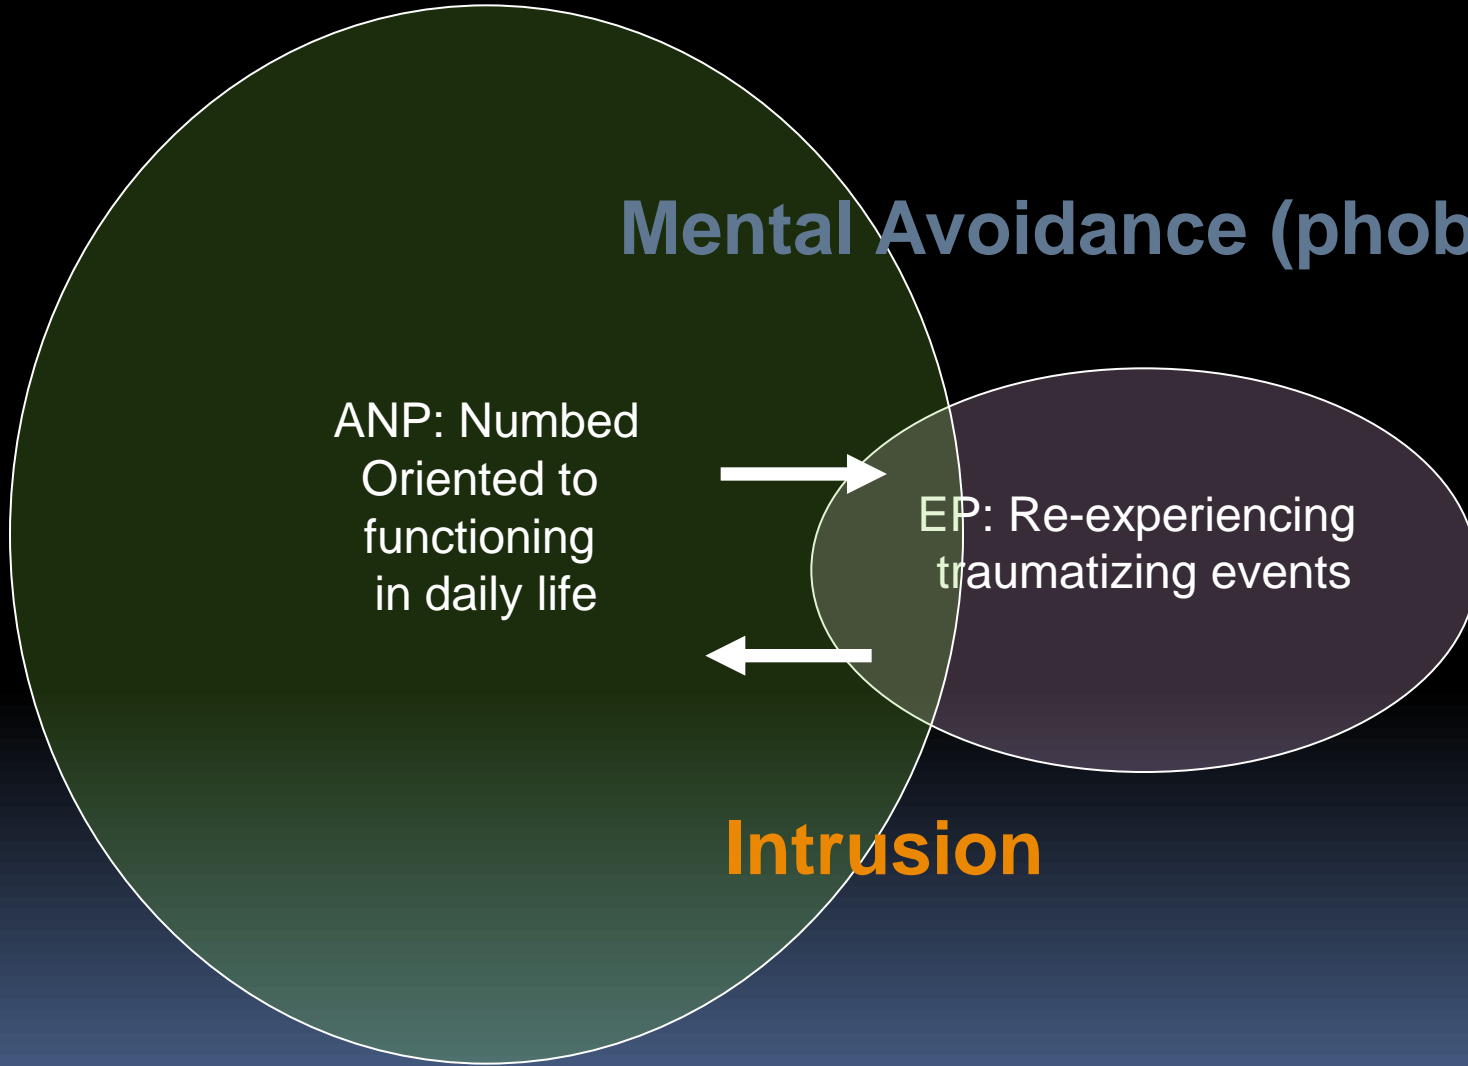 Mental Avoidance (phob
ANP: Numbed
Oriented to
functioning
in daily life
EP: Re-experiencing
traumatizing events
Intrusion